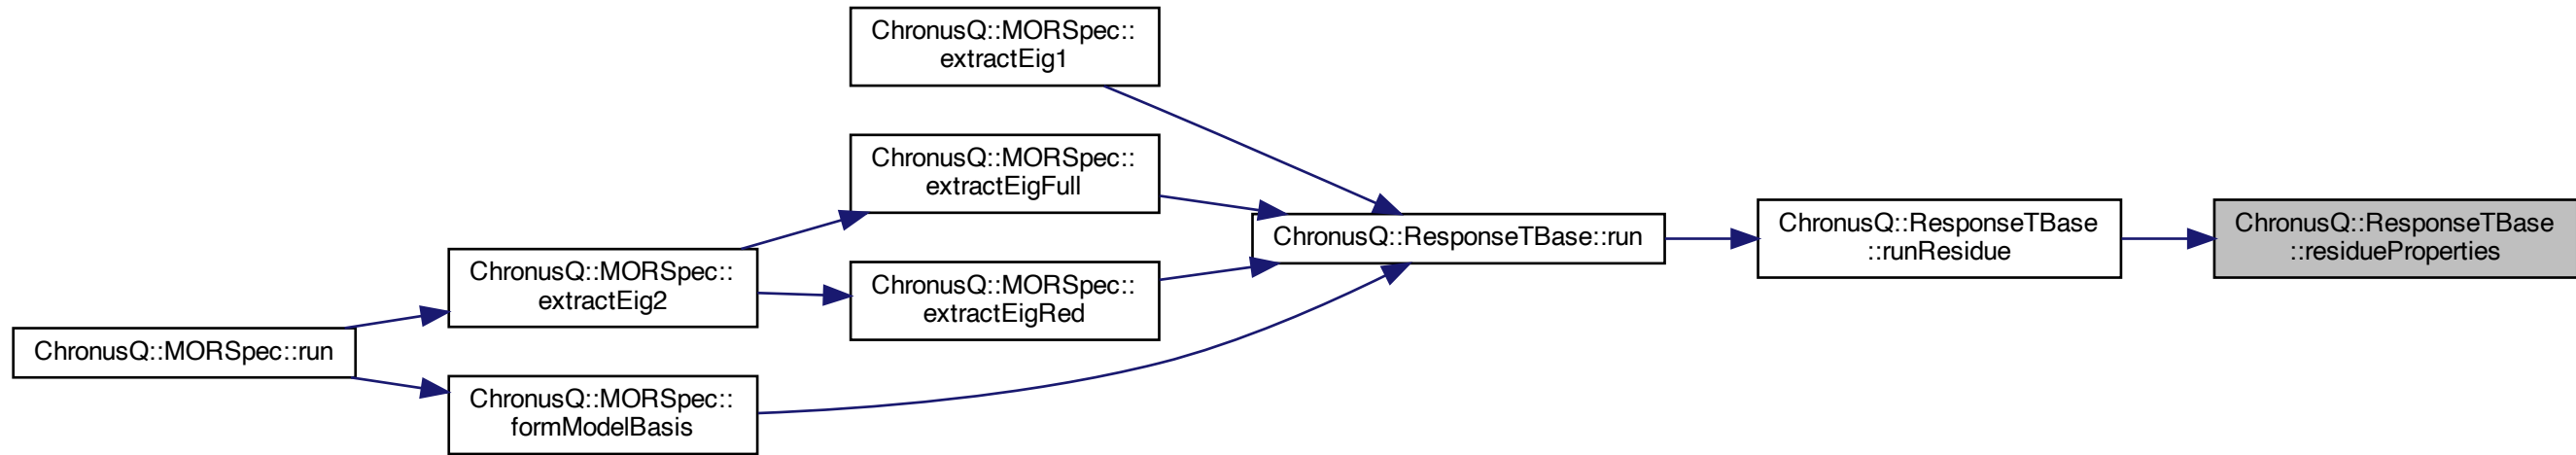 ChronusQ::MORSpec::
extractEig1
ChronusQ::MORSpec::
extractEigFull
ChronusQ::MORSpec::
extractEig2
ChronusQ::MORSpec::
extractEigRed
ChronusQ::MORSpec::run
ChronusQ::MORSpec::
formModelBasis
ChronusQ::ResponseTBase::run
ChronusQ::ResponseTBase
::runResidue
ChronusQ::ResponseTBase
::residueProperties